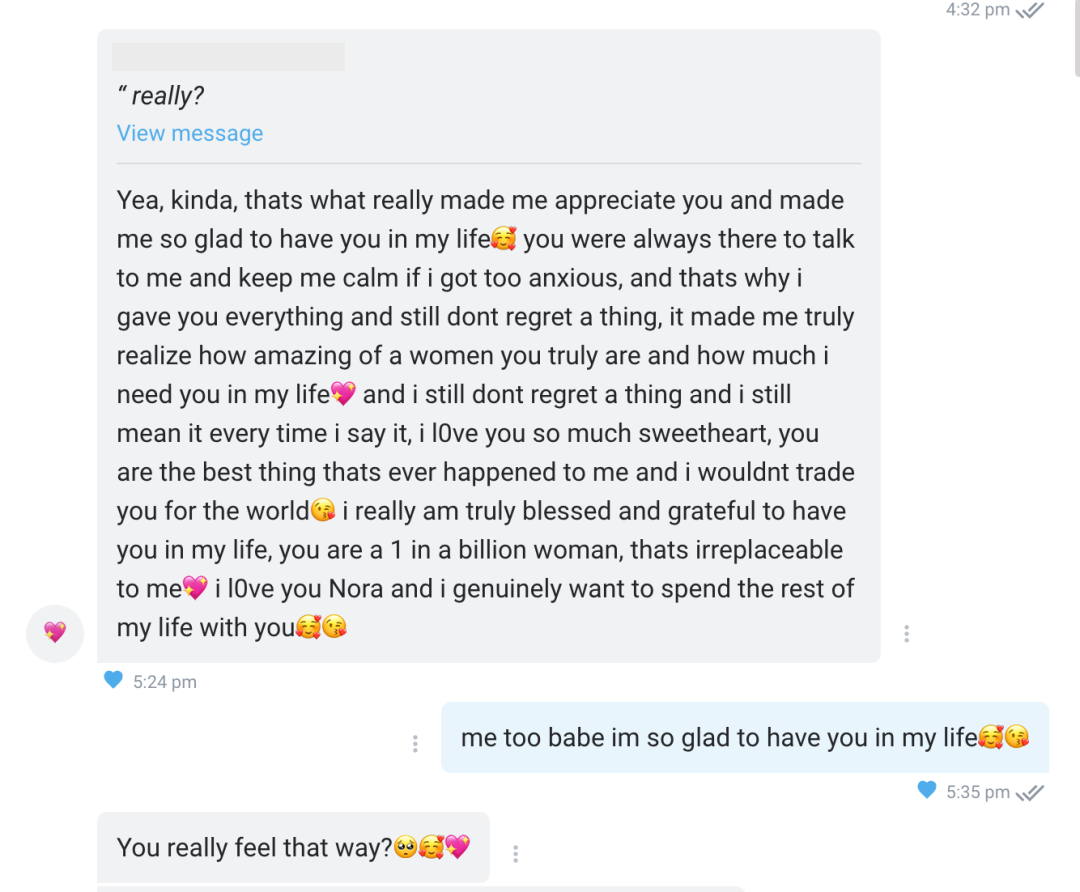 4:32 pm
“ really?
View message
Yea, kinda, thats what really made me appreciate you and made
me so glad to have you in my life🥰 you were always there to talk
to me and keep me calm if i got too anxious, and thats why i
gave you everything and still dont regret a thing, it made me truly
realize how amazing of a women you truly are and how much i
need you in my life💖 and i still dont regret a thing and i still
mean it every time i say it, i l0ve you so much sweetheart, you
are the best thing thats ever happened to me and i wouldnt trade
you for the world😘 i really am truly blessed and grateful to have
you in my life, you are a 1 in a billion woman, thats irreplaceable
to me💖 i l0ve you Nora and i genuinely want to spend the rest of
my life with you🥰😘
5:24 pm
me too babe im so glad to have you in my life🥰😘
5:35 pm
You really feel that way?🥺🥰💖